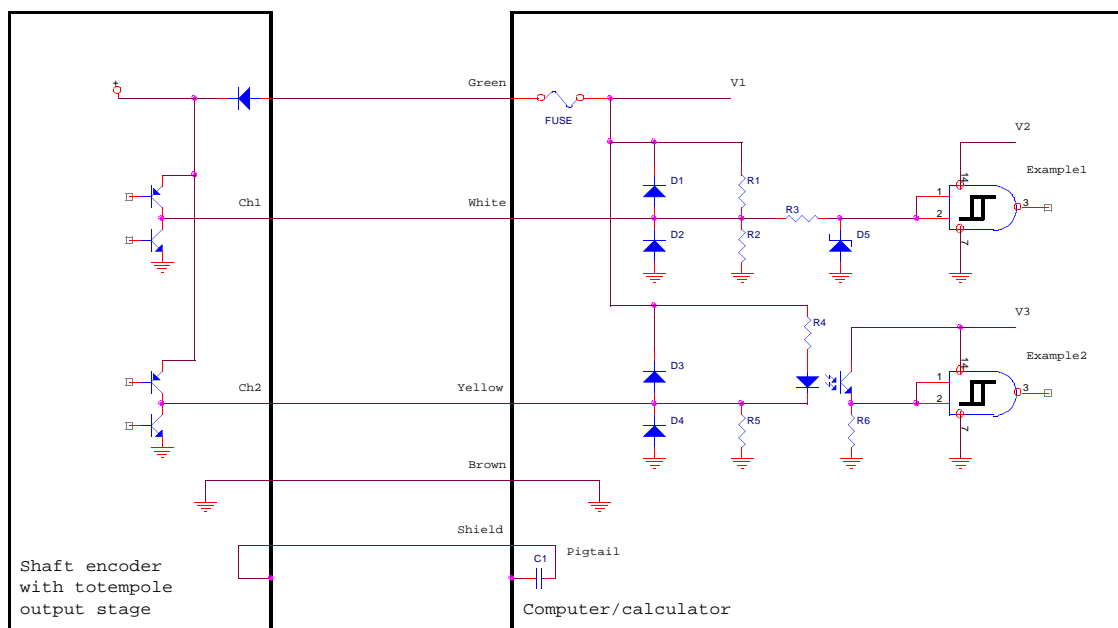 +
Green
FUSE
V1
V2
Example1
D1
R1
14
1
Ch1
White
R3
2
3
D2
R2
D5
7
V3
R4
Example2
14
D3
1
Ch2
Yellow
2
3
D4
R5
R6
7
Brown
Shield
Pigtail
C1
Shaft encoder
with totempole
output stage
Computer/calculator